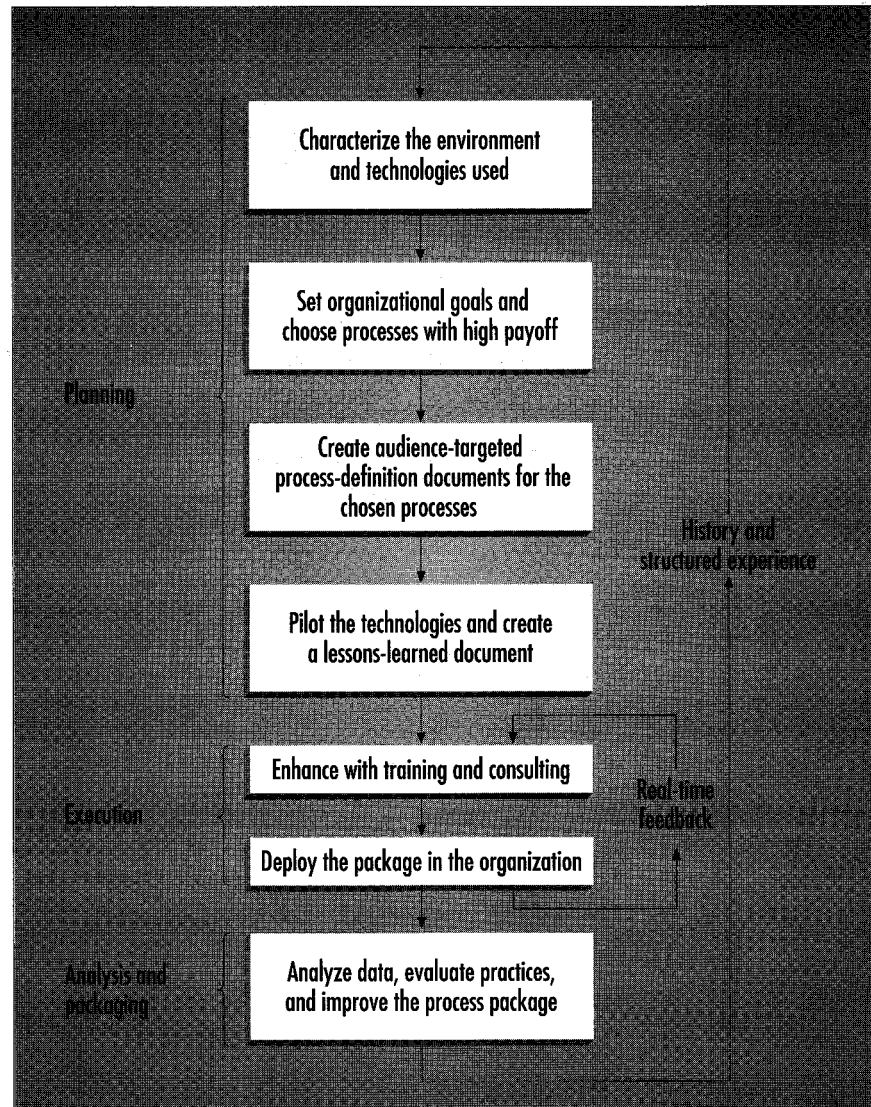 Characterize the environment
and technologies used
Set organizational goals and
choose processes with high payoff
Planning
Create audience-targeted
process-definition documents for the
chosen processes
History and
structured experience
Pilot the technologies and create
a lessons-learned document
Enhance with training and consulting
Execution
Real-time
feedback
Deploy the package in the organization
Analysis and
packaging
Analyze data, evaluate practices,
and improve the process package